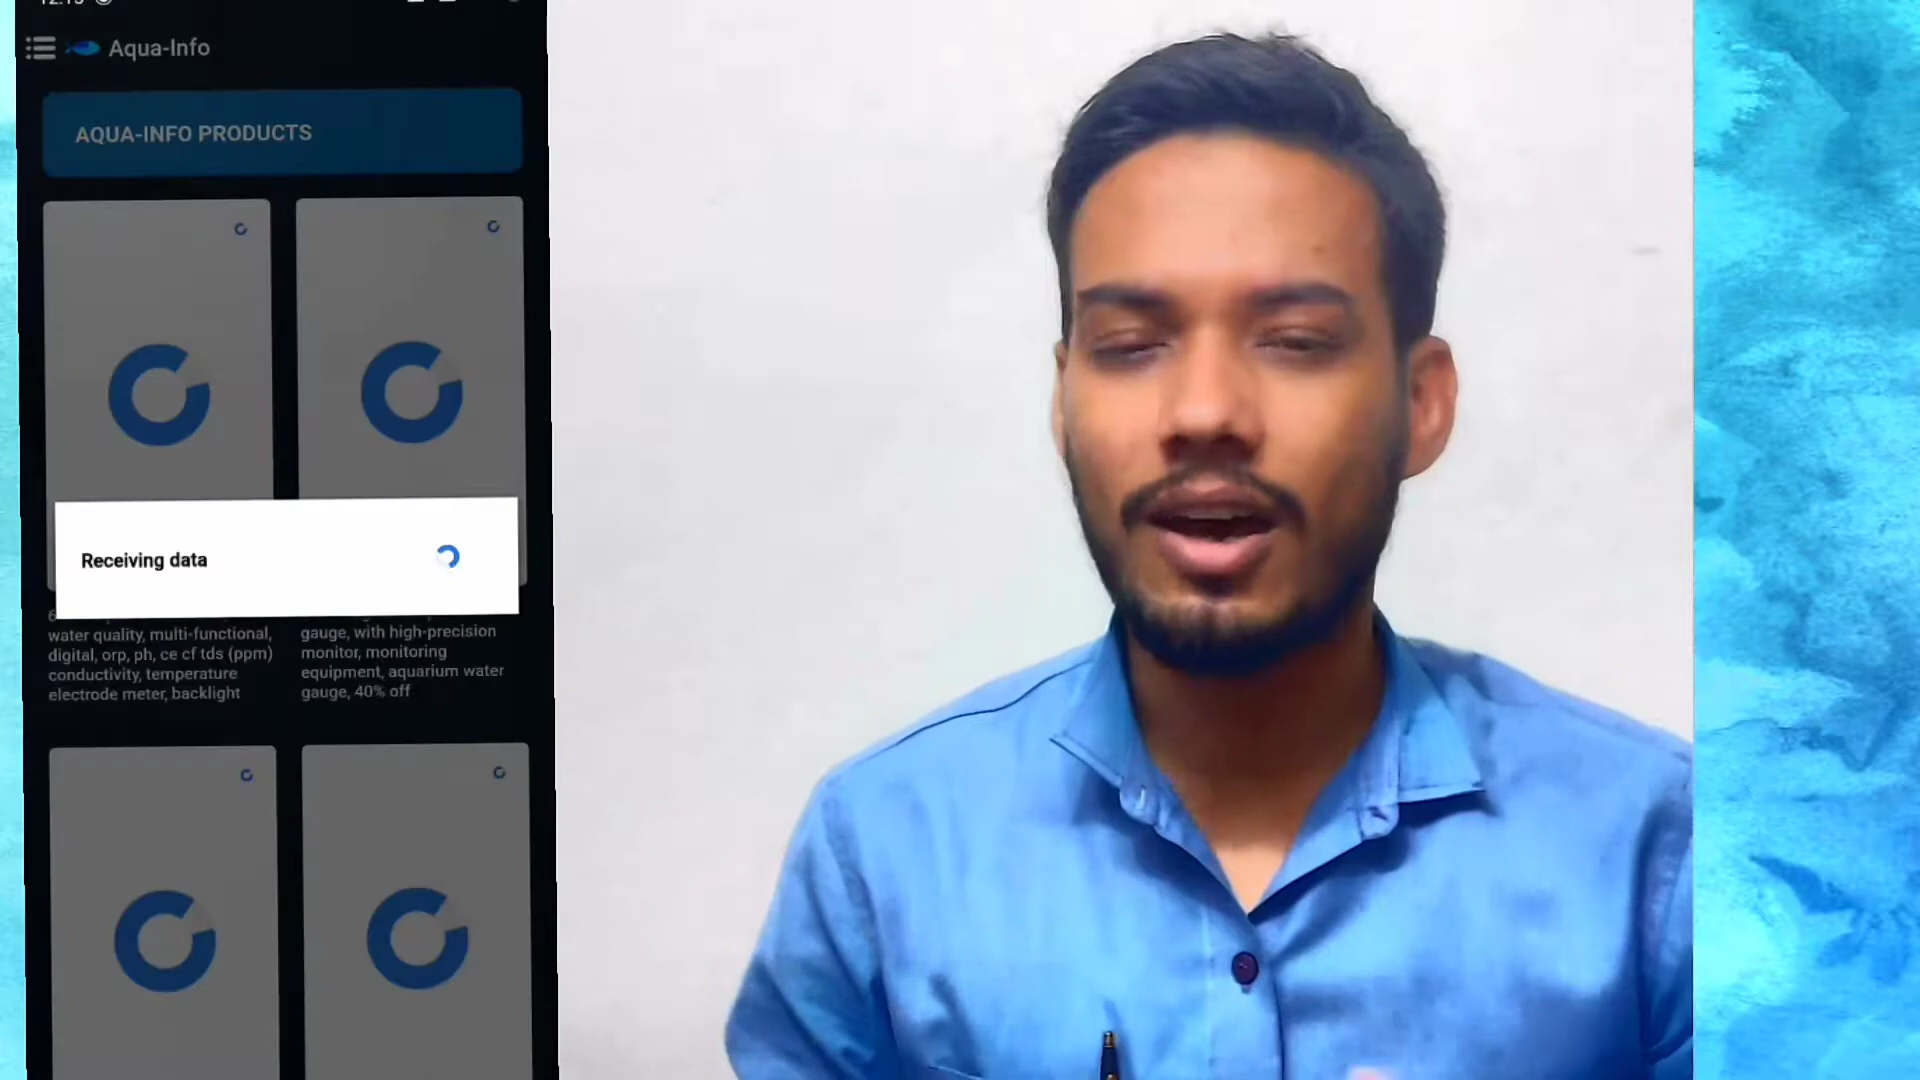 Aqua-Info
AQUA-INFO PRODUCTS
Receiving data
water quality, multi-functional,
digital, orp, ph, ce cf tds (ppm)
conductivity, temperature
electrode meter, backlight
gauge, with high-precision
monitor, monitoring
equipment, aquarium water
gauge, 40% off